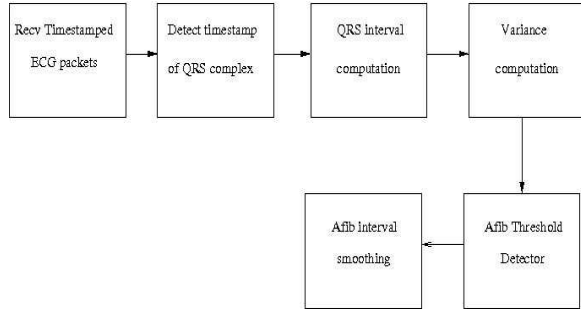 Recv Timestamped
ECG packets
Detect timestamp
of QRS complex
QRS interval
computation
Variance
computation
Afib interval
smoothing
Afib Threshold
Detector